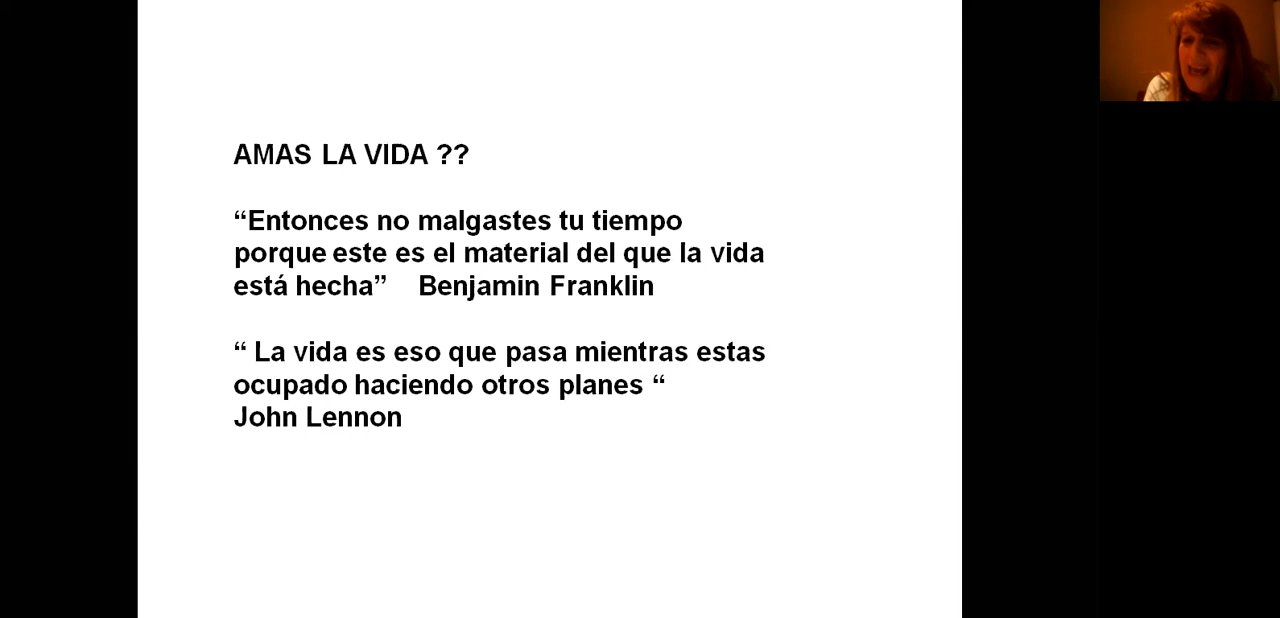 AMAS LA VIDA ??
“Entonces no malgastes tu tiempo
porque este es el material del que la vida
está hecha” Benjamin Franklin
“ La vida es eso que pasa mientras estas
ocupado haciendo otros planes “
John Lennon